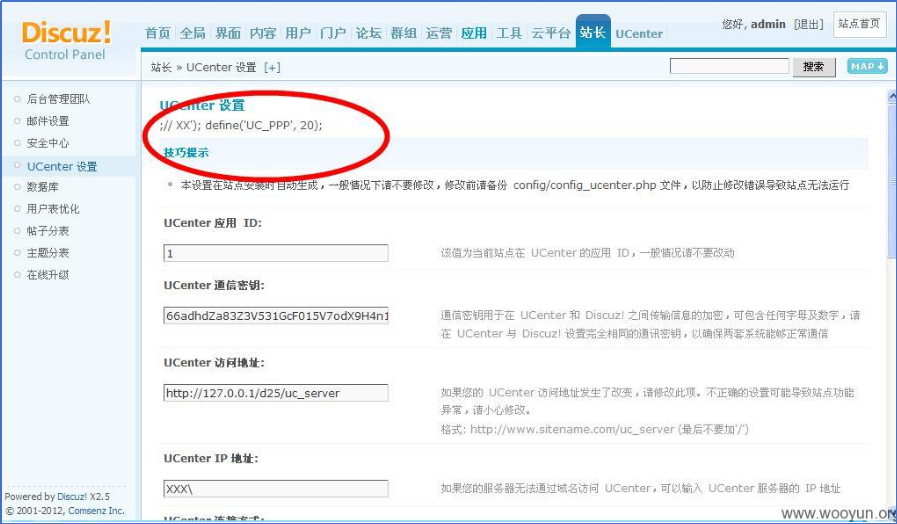 Discuz!
Control Panel
首页 全局 界面 内容 用户 门户 论坛 群组 运营 应用 工具 云平台 站长 UCenter
您好, admin [退出] 站点首页
站长 » UCenter 设置 [+]
搜索
MAP
后台管理团队
邮件设置
安全中心
UCenter 设置
数据库
用户表优化
帖子分表
主题分表
在线升级
UCenter 设置
;// XX'); define('UC_PPP', 20);
技巧提示
本设置在站点安装时自动生成，一般情况下请不要修改，修改前请备份 config/config_ucenter.php 文件，以防止修改错误导致站点无法运行
UCenter 应用 ID:
1
该值为当前站点在 UCenter 的应用 ID，一般情况请不要改动
UCenter 通信密钥:
66adhdZa83Z3V531GcF015V7odX9H4n1
通信密钥用于在 UCenter 和 Discuz! 之间传输信息的加密，可包含任何字母及数字，请
在 UCenter 与 Discuz! 设置完全相同的通讯密钥，以确保两套系统能够正常通信
UCenter 访问地址:
http://127.0.0.1/d25/uc_server
如果您的 UCenter 访问地址发生了改变，请修改此项。不正确的设置可能导致站点功能
异常，请小心修改。
格式: http://www.sitename.com/uc_server (最后不要加'/')
UCenter IP 地址:
XXX\
如果您的服务器无法通过域名访问 UCenter，可以输入 UCenter 服务器的 IP 地址
Powered by Discuz! X2.5
© 2001-2012, Comsenz Inc.
UCenter 连接方式:
www.wooyun.org